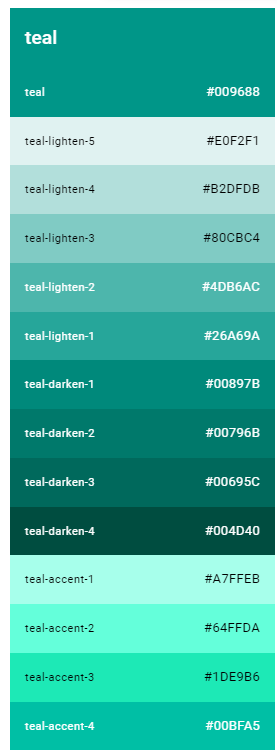 teal
teal #009688
teal-lighten-5 #E0F2F1
teal-lighten-4 #B2DFDB
teal-lighten-3 #80CBC4
teal-lighten-2 #4DB6AC
teal-lighten-1 #26A69A
teal-darken-1 #00897B
teal-darken-2 #00796B
teal-darken-3 #00695C
teal-darken-4 #004D40
teal-accent-1 #A7FFEB
teal-accent-2 #64FFDA
teal-accent-3 #1DE9B6
teal-accent-4 #00BFA5